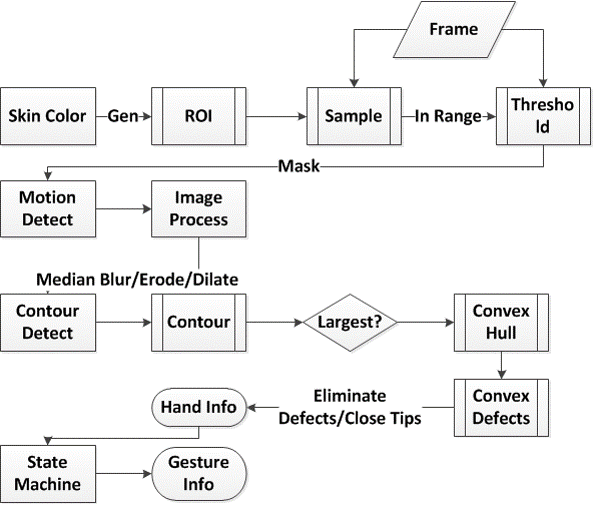 Frame
Skin Color
Gen
ROI
Sample
In Range
Thresho
ld
Mask
Motion
Detect
Image
Process
Median Blur/Erode/Dilate
Contour
Detect
Contour
Largest?
Convex
Hull
Convex
Defects
Eliminate
Defects/Close Tips
Hand Info
State
Machine
Gesture
Info